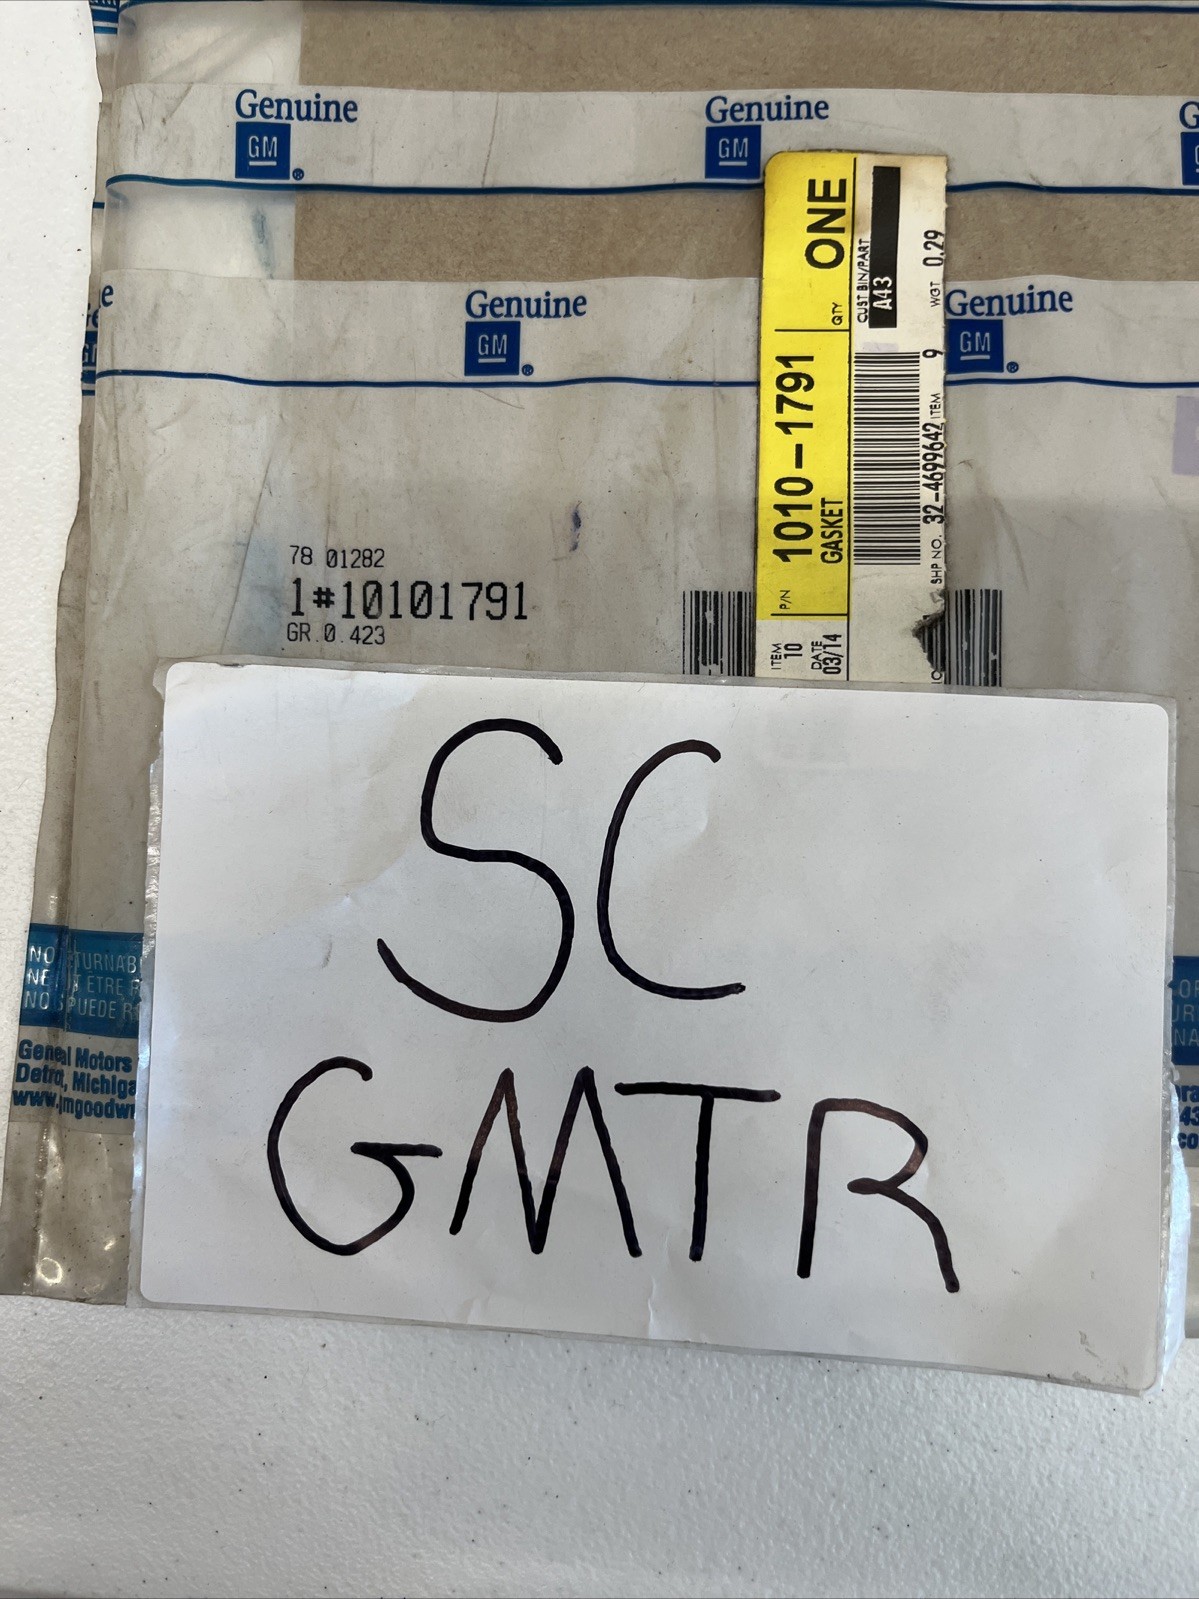 Genuine
GM
®
Genuine
GM
Genuine
GM
®
Genuine
GM
®
P/N 1010-1791 QTY ONE
GASKET
CUST BIN/PART
A43
SHP NO. 32-4699642 ITEM 9 WGT 0.29
ITEM
10
DATE
03/14
78 01282
1#10101791
GR.0.423
SC
GMTR
General Motors
www.